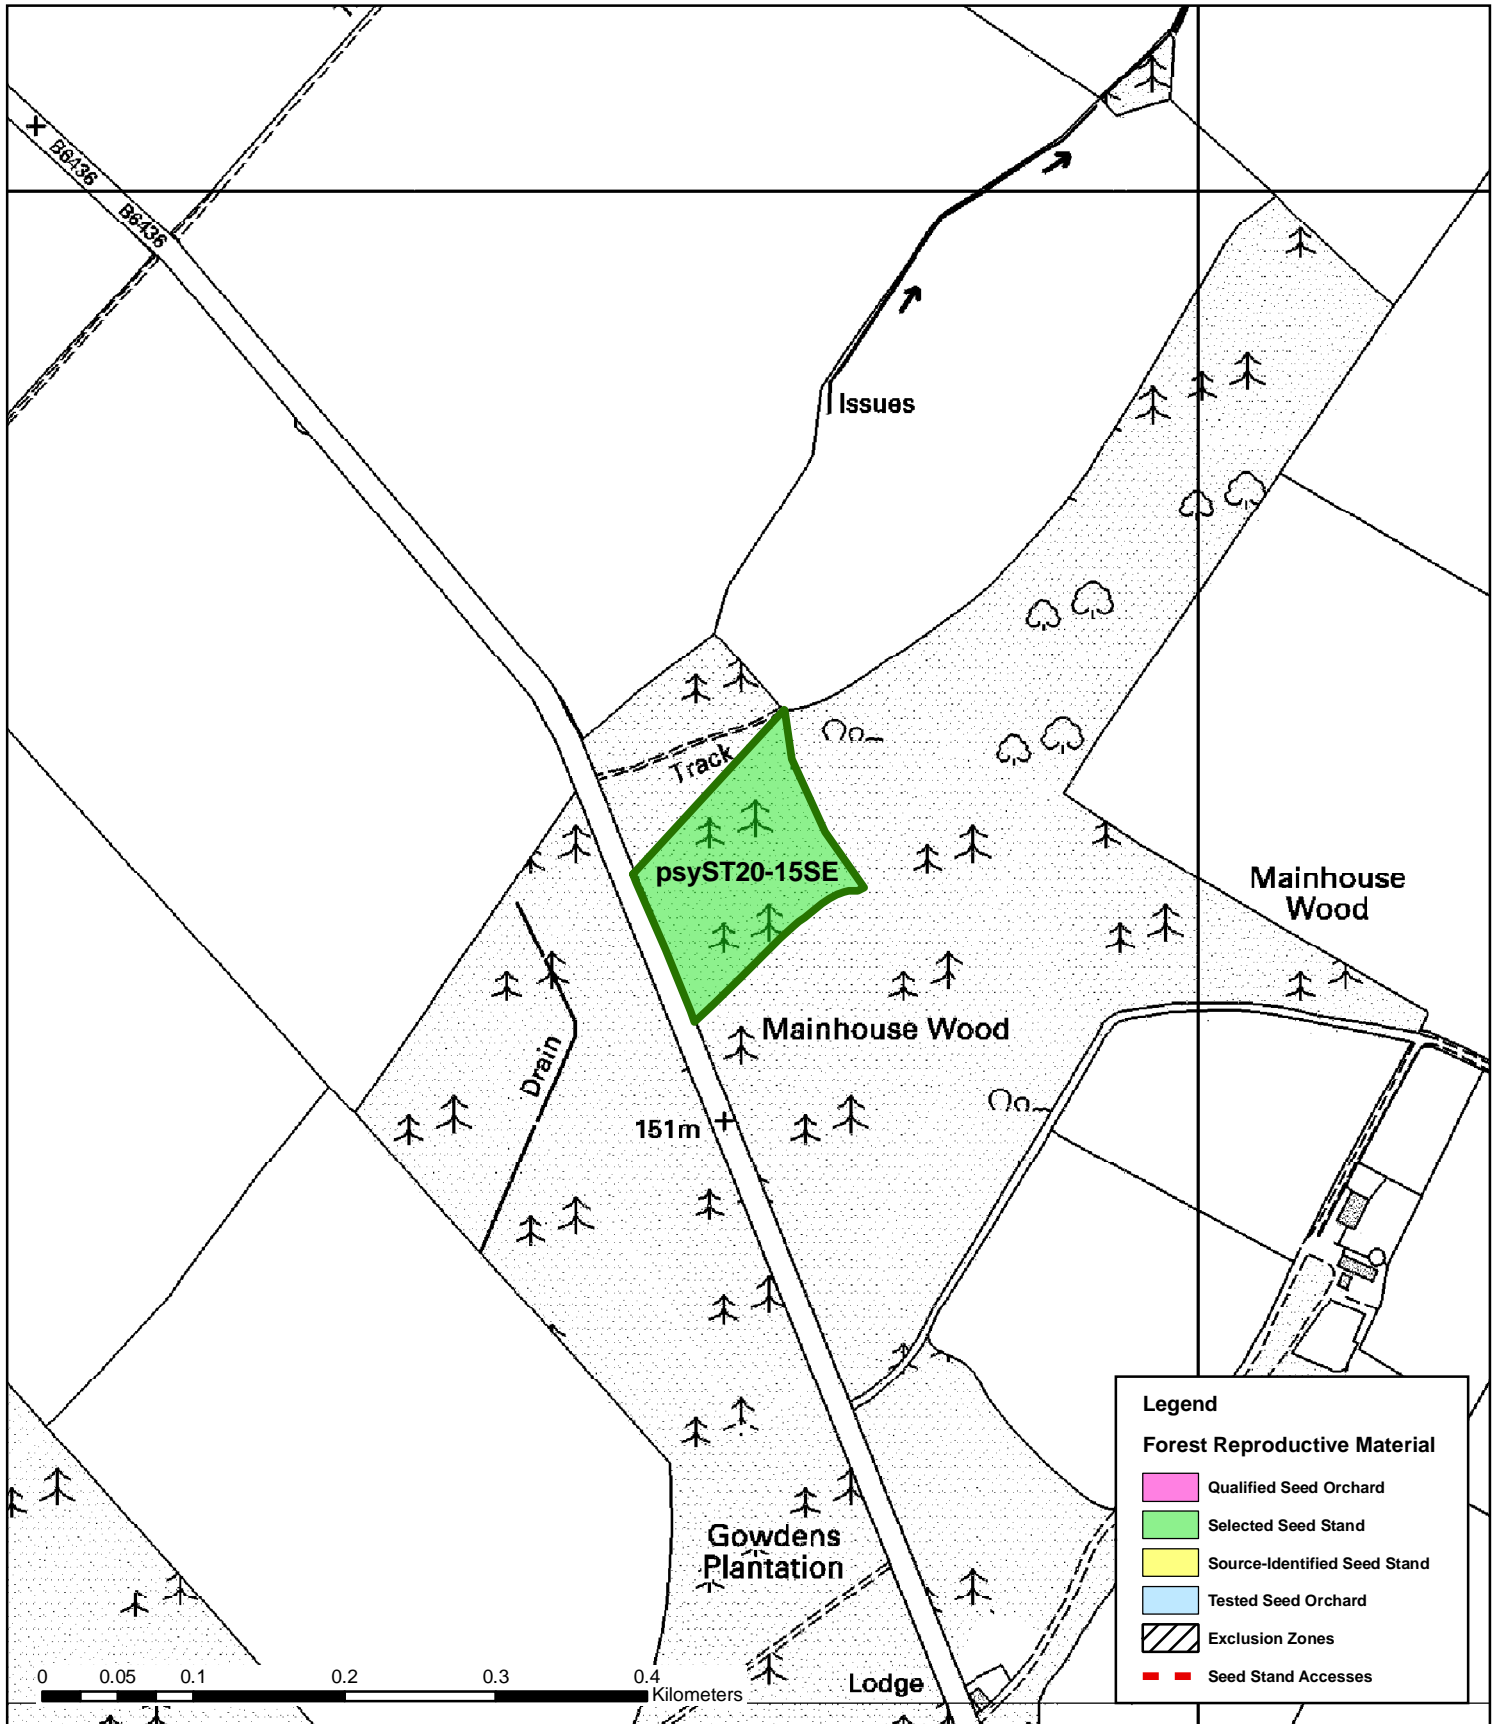 B6436
B6436
Issues
Track
psyST20-15SE
Mainhouse
Wood
Mainhouse Wood
Drain
151m
Gowdens
Plantation
Lodge
Legend
Forest Reproductive Material
Qualified Seed Orchard
Selected Seed Stand
Source-Identified Seed Stand
Tested Seed Orchard
Exclusion Zones
Seed Stand Accesses
0 0.05 0.1 0.2 0.3 0.4
Kilometers